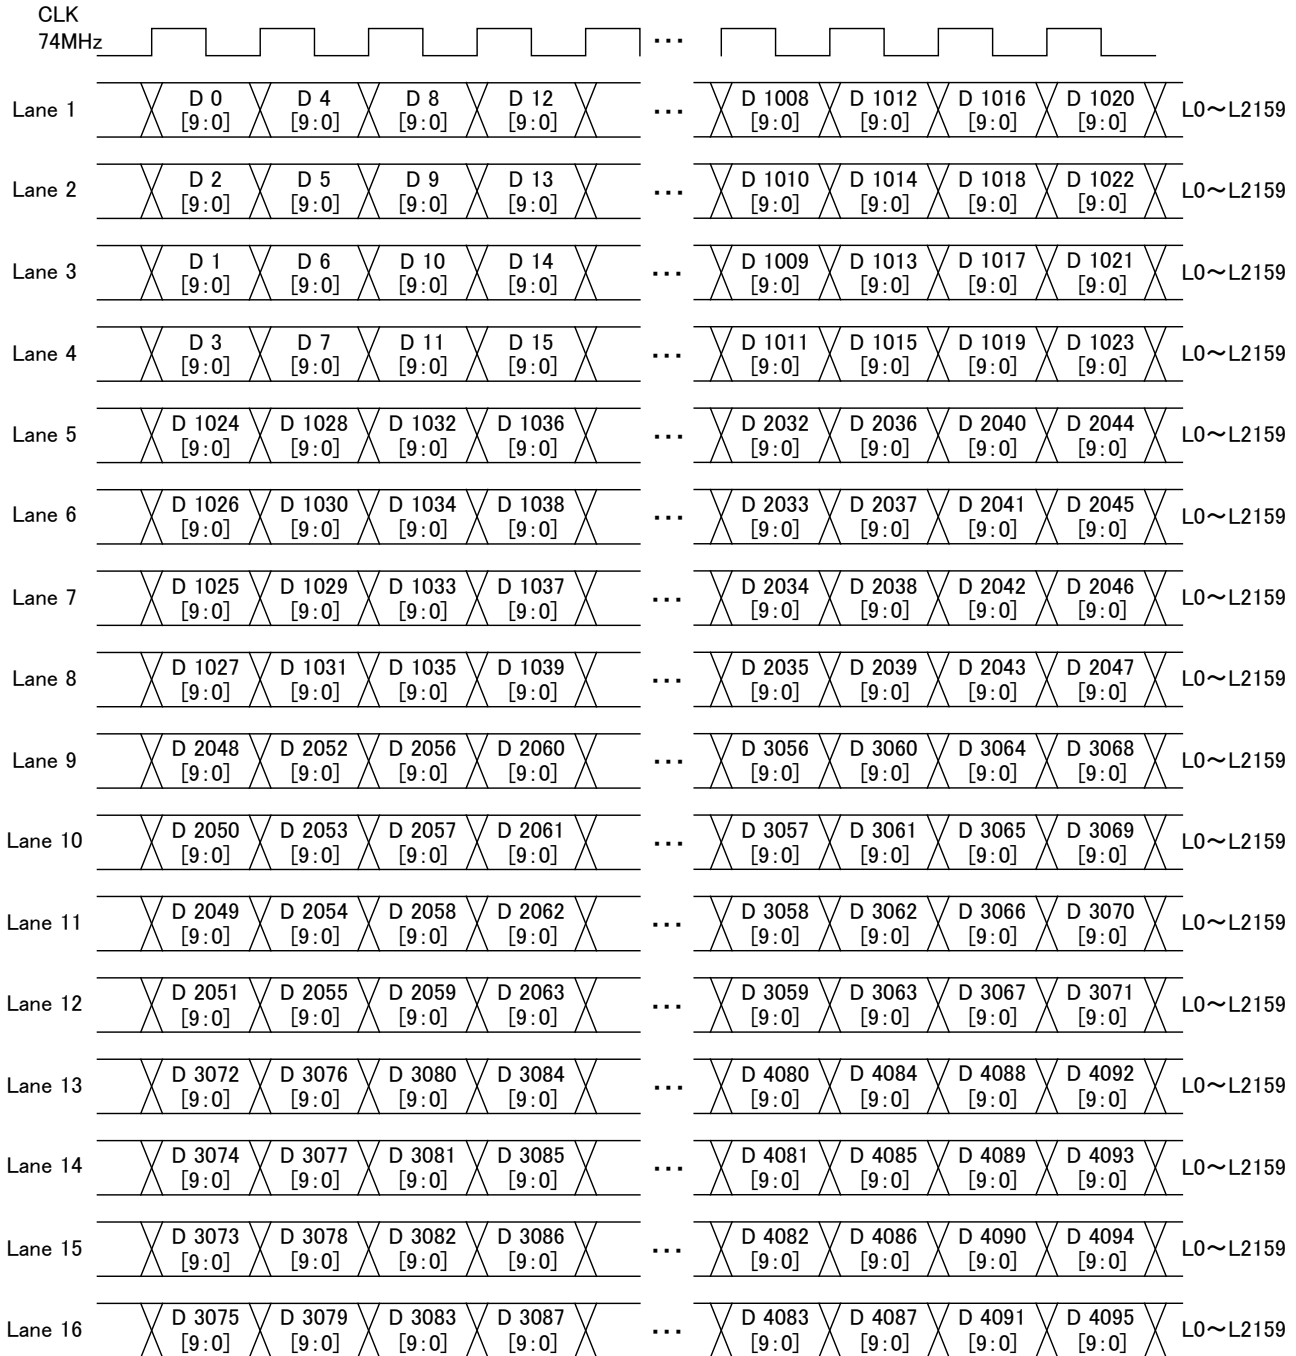 CLK
74MHz
...
Lane 1 D 0 D 4 D 8 D 12 ... D 1008 D 1012 D 1016 D 1020 L0～L2159
[9:0] [9:0] [9:0] [9:0] [9:0] [9:0] [9:0] [9:0]
Lane 2 D 2 D 5 D 9 D 13 ... D 1010 D 1014 D 1018 D 1022 L0～L2159
[9:0] [9:0] [9:0] [9:0] [9:0] [9:0] [9:0] [9:0]
Lane 3 D 1 D 6 D 10 D 14 ... D 1009 D 1013 D 1017 D 1021 L0～L2159
[9:0] [9:0] [9:0] [9:0] [9:0] [9:0] [9:0] [9:0]
Lane 4 D 3 D 7 D 11 D 15 ... D 1011 D 1015 D 1019 D 1023 L0～L2159
[9:0] [9:0] [9:0] [9:0] [9:0] [9:0] [9:0] [9:0]
Lane 5 D 1024 D 1028 D 1032 D 1036 ... D 2032 D 2036 D 2040 D 2044 L0～L2159
[9:0] [9:0] [9:0] [9:0] [9:0] [9:0] [9:0] [9:0]
Lane 6 D 1026 D 1030 D 1034 D 1038 ... D 2033 D 2037 D 2041 D 2045 L0～L2159
[9:0] [9:0] [9:0] [9:0] [9:0] [9:0] [9:0] [9:0]
Lane 7 D 1025 D 1029 D 1033 D 1037 ... D 2034 D 2038 D 2042 D 2046 L0～L2159
[9:0] [9:0] [9:0] [9:0] [9:0] [9:0] [9:0] [9:0]
Lane 8 D 1027 D 1031 D 1035 D 1039 ... D 2035 D 2039 D 2043 D 2047 L0～L2159
[9:0] [9:0] [9:0] [9:0] [9:0] [9:0] [9:0] [9:0]
Lane 9 D 2048 D 2052 D 2056 D 2060 ... D 3056 D 3060 D 3064 D 3068 L0～L2159
[9:0] [9:0] [9:0] [9:0] [9:0] [9:0] [9:0] [9:0]
Lane 10 D 2050 D 2053 D 2057 D 2061 ... D 3057 D 3061 D 3065 D 3069 L0～L2159
[9:0] [9:0] [9:0] [9:0] [9:0] [9:0] [9:0] [9:0]
Lane 11 D 2049 D 2054 D 2058 D 2062 ... D 3058 D 3062 D 3066 D 3070 L0～L2159
[9:0] [9:0] [9:0] [9:0] [9:0] [9:0] [9:0] [9:0]
Lane 12 D 2051 D 2055 D 2059 D 2063 ... D 3059 D 3063 D 3067 D 3071 L0～L2159
[9:0] [9:0] [9:0] [9:0] [9:0] [9:0] [9:0] [9:0]
Lane 13 D 3072 D 3076 D 3080 D 3084 ... D 4080 D 4084 D 4088 D 4092 L0～L2159
[9:0] [9:0] [9:0] [9:0] [9:0] [9:0] [9:0] [9:0]
Lane 14 D 3074 D 3077 D 3081 D 3085 ... D 4081 D 4085 D 4089 D 4093 L0～L2159
[9:0] [9:0] [9:0] [9:0] [9:0] [9:0] [9:0] [9:0]
Lane 15 D 3073 D 3078 D 3082 D 3086 ... D 4082 D 4086 D 4090 D 4094 L0～L2159
[9:0] [9:0] [9:0] [9:0] [9:0] [9:0] [9:0] [9:0]
Lane 16 D 3075 D 3079 D 3083 D 3087 ... D 4083 D 4087 D 4091 D 4095 L0～L2159
[9:0] [9:0] [9:0] [9:0] [9:0] [9:0] [9:0] [9:0]